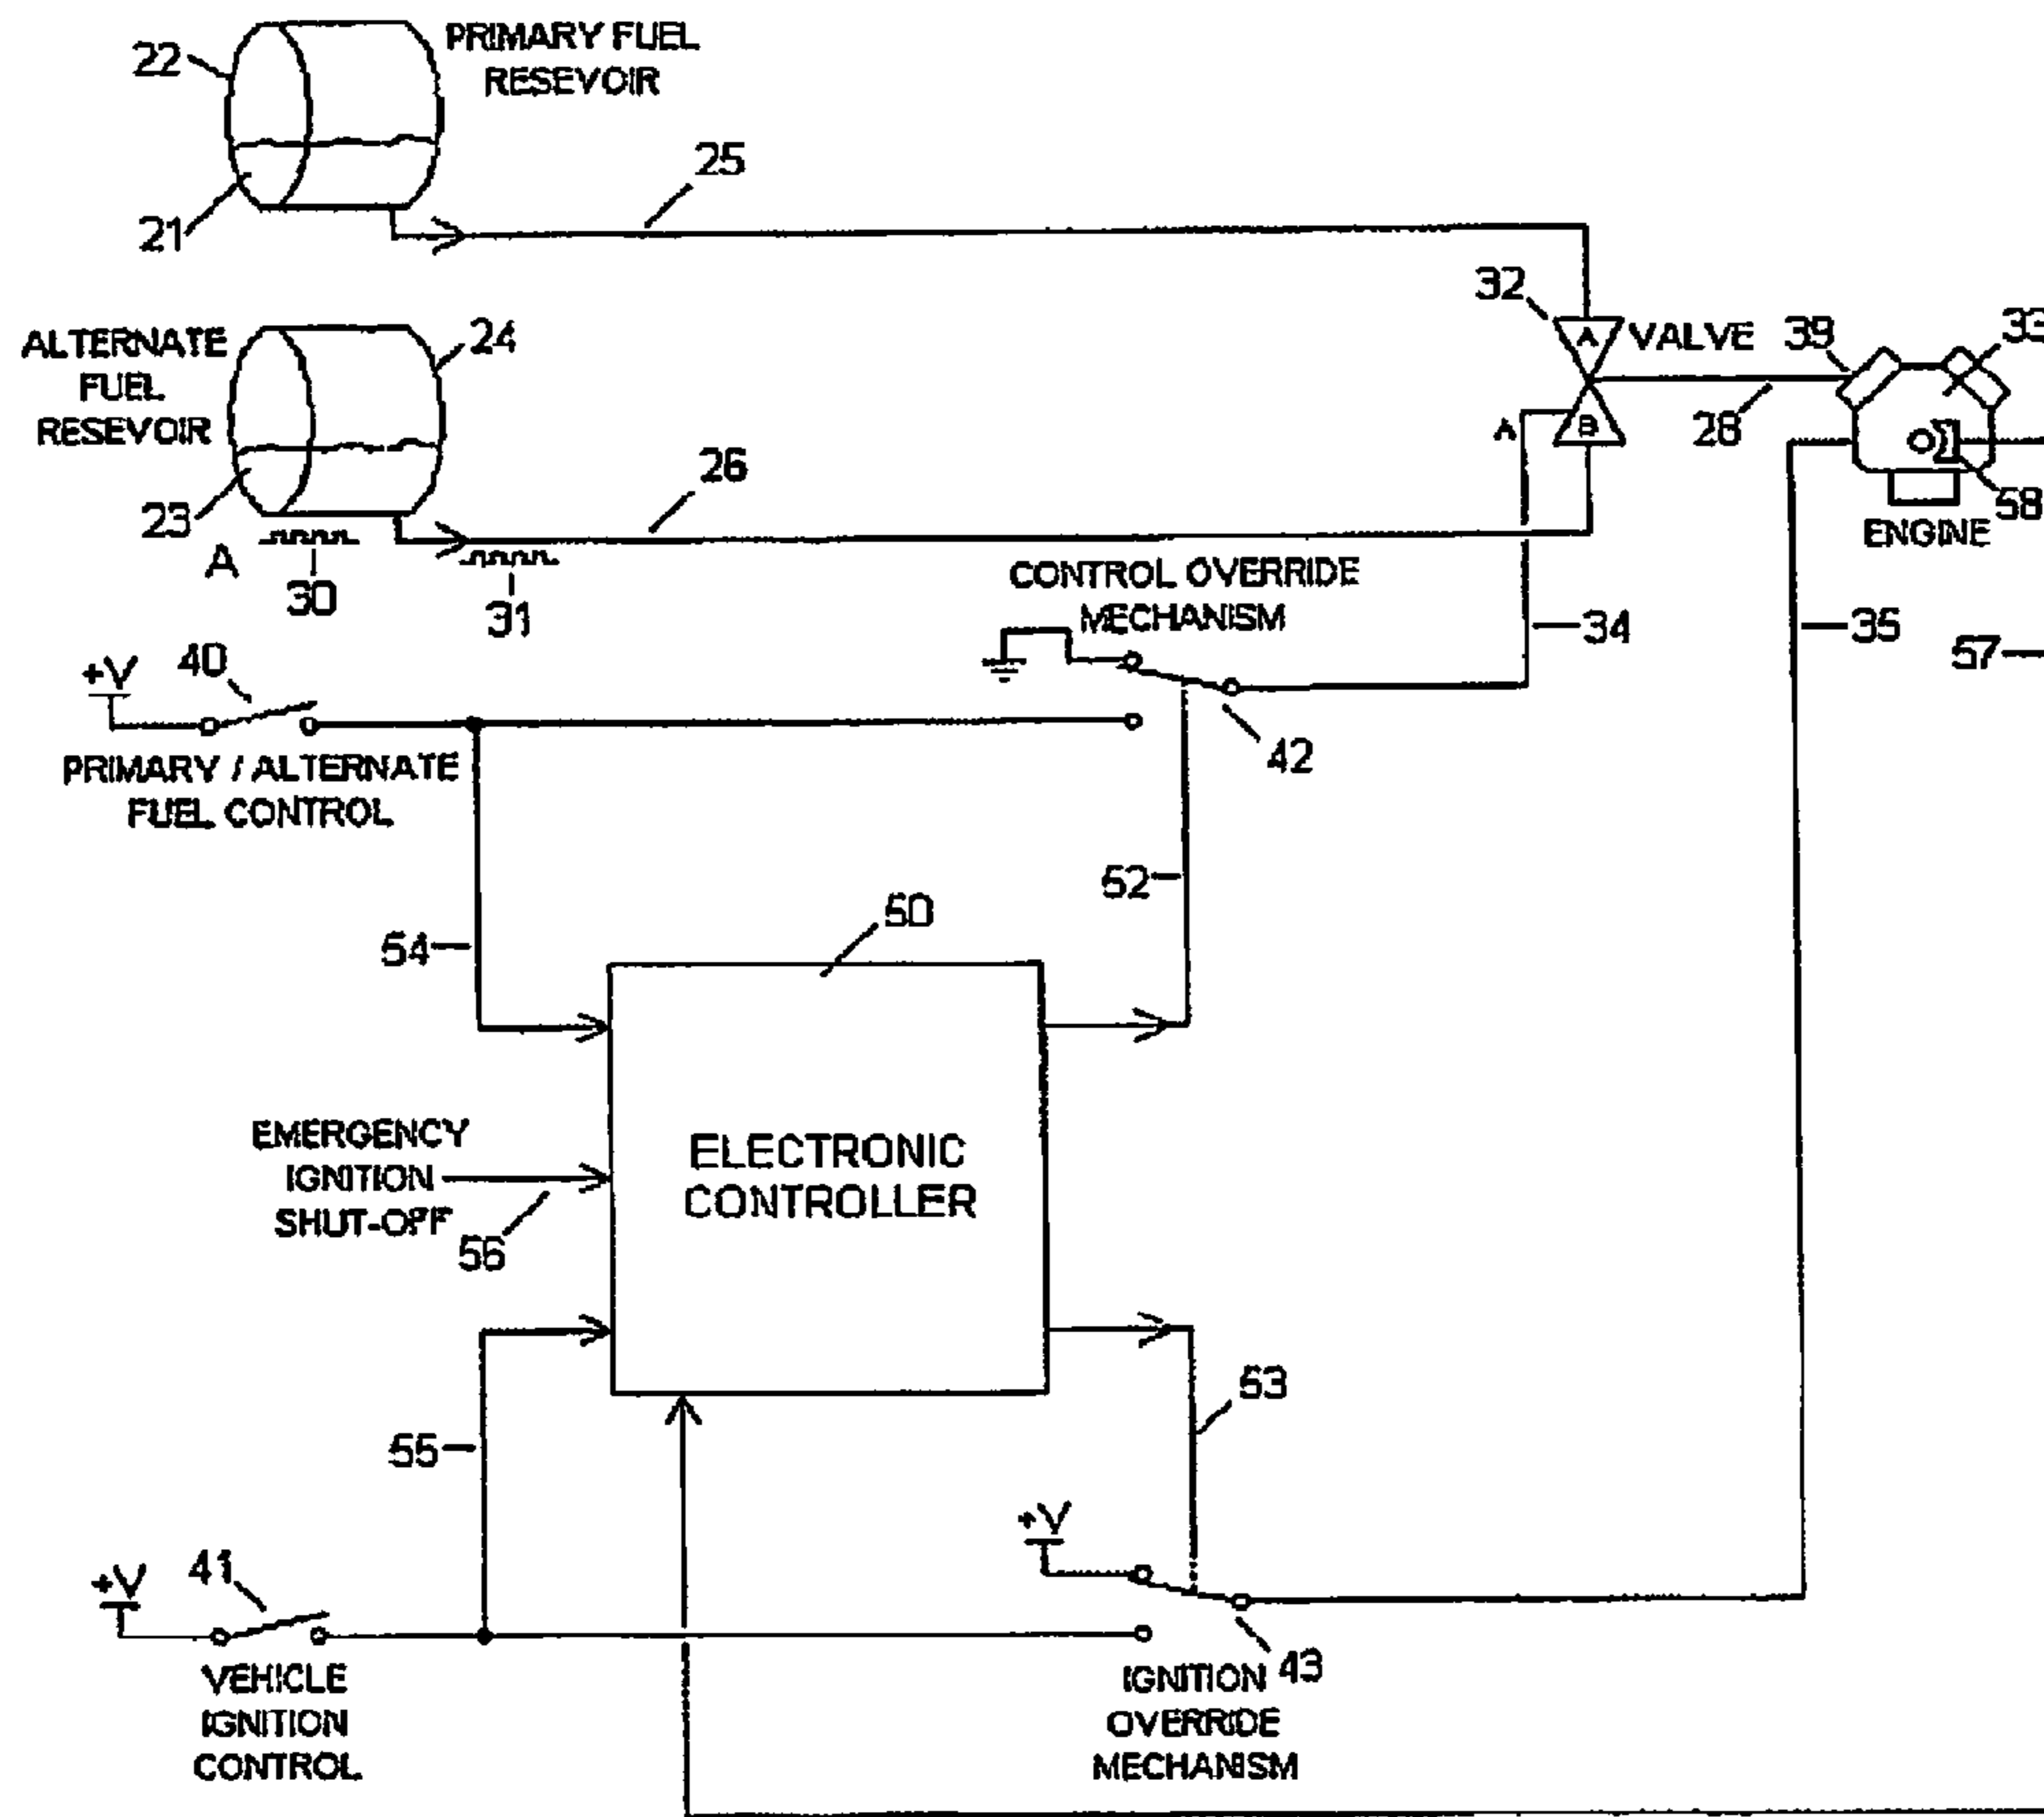 22
PRIMARY FUEL
RESEVOIR
21
25
ALTERNATE
FUEL
RESEVOIR
24
23
A
30
26
31
32
A
VALVE
39
33
A
B
28
58
ENGINE
CONTROL OVERRIDE
MECHANISM
34
35
57
+V
40
42
PRIMARY / ALTERNATE
FUEL CONTROL
52
54
50
EMERGENCY
IGNITION
SHUT-OFF
56
ELECTRONIC
CONTROLLER
53
55
+V
+V
41
43
VEHICLE
IGNITION
CONTROL
IGNITION
OVERRIDE
MECHANISM